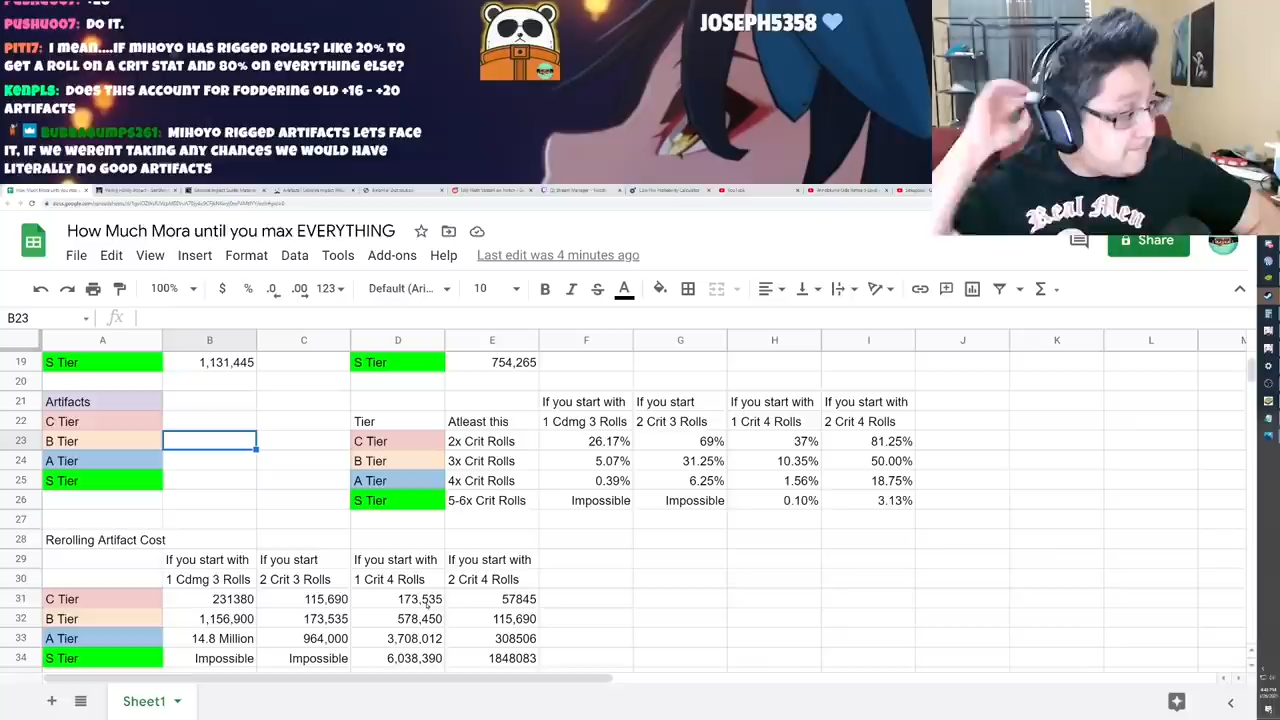 PUSHU007: DO IT.
PITI7: I MEAN....IF MIHOYO HAS RIGGED ROLLS? LIKE 20% TO
GET A ROLL ON A CRIT STAT AND 80% ON EVERYTHING ELSE?
KENPLS: DOES THIS ACCOUNT FOR FODDERING OLD +16 - +20
ARTIFACTS
BUBBAGUMPS261: MIHOYO RIGGED ARTIFACTS LETS FACE
IT, IF WE WERENT TAKING ANY CHANCES WE WOULD HAVE
LITERALLY NO GOOD ARTIFACTS
JOSEPH5358
Real Men
How Much Mora until you max EVERYTHING
File Edit View Insert Format Data Tools Add-ons Help Last edit was 4 minutes ago
Share
100% $ % .0 .00 123 Default (Ari... 10 B I S A
B23 fx
A B C D E F G H I J K L M
19 S Tier 1,131,445 S Tier 754,265
20
21 Artifacts If you start with If you start If you start with If you start with
22 C Tier Tier Atleast this 1 Cdmg 3 Rolls 2 Crit 3 Rolls 1 Crit 4 Rolls 2 Crit 4 Rolls
23 B Tier C Tier 2x Crit Rolls 26.17% 69% 37% 81.25%
24 A Tier B Tier 3x Crit Rolls 5.07% 31.25% 10.35% 50.00%
25 S Tier A Tier 4x Crit Rolls 0.39% 6.25% 1.56% 18.75%
26 S Tier 5-6x Crit Rolls Impossible Impossible 0.10% 3.13%
27
28 Rerolling Artifact Cost
29 If you start with If you start If you start with If you start with
30 1 Cdmg 3 Rolls 2 Crit 3 Rolls 1 Crit 4 Rolls 2 Crit 4 Rolls
31 C Tier 231380 115,690 173,535 57845
32 B Tier 1,156,900 173,535 578,450 115,690
33 A Tier 14.8 Million 964,000 3,708,012 308506
34 S Tier Impossible Impossible 6,038,390 1848083
Sheet1